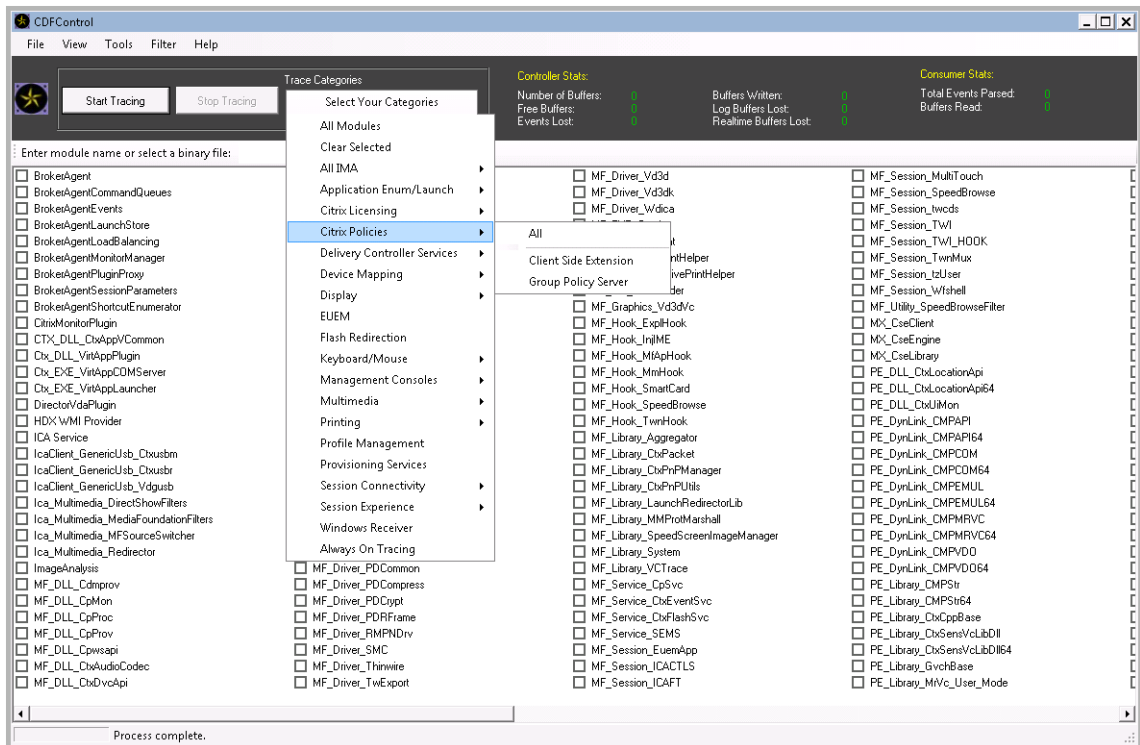 CDFControl
File View Tools Filter Help
Start Tracing
Stop Tracing
Trace Categories
Select Your Categories
Controller Stats:
Number of Buffers: 0
Free Buffers: 0
Events Lost: 0
Buffers Written: 0
Log Buffers Lost: 0
Realtime Buffers Lost: 0
Consumer Stats:
Total Events Parsed: 0
Buffers Read: 0
Enter module name or select a binary file:
All Modules
Clear Selected
All IMA
Application Enum/Launch
Citrix Licensing
Citrix Policies
Delivery Controller Services
Device Mapping
Display
EUEM
Flash Redirection
Keyboard/Mouse
Management Consoles
Multimedia
Printing
Profile Management
Provisioning Services
Session Connectivity
Session Experience
Windows Receiver
Always On Tracing
All
Client Side Extension
Group Policy Server
BrokerAgent
BrokerAgentCommandQueues
BrokerAgentEvents
BrokerAgentLaunchStore
BrokerAgentLoadBalancing
BrokerAgentMonitorManager
BrokerAgentPluginProxy
BrokerAgentSessionParameters
BrokerAgentShortcutEnumerator
CitrixMonitorPlugin
CTX_DLL_CtxAppVCommon
Ctx_DLL_VirtAppPlugin
Ctx_EXE_VirtAppCOMServer
Ctx_EXE_VirtAppLauncher
DirectorVdaPlugin
HDX WMI Provider
ICA Service
IcaClient_GenericUsb_Ctxusbm
IcaClient_GenericUsb_Ctxusbr
IcaClient_GenericUsb_Vdgusb
Ica_Multimedia_DirectShowFilters
Ica_Multimedia_MediaFoundationFilters
Ica_Multimedia_MFSourceSwitcher
Ica_Multimedia_Redirector
ImageAnalysis
MF_DLL_Cdmprov
MF_DLL_CpMon
MF_DLL_CpProc
MF_DLL_CpProv
MF_DLL_Cpwsapi
MF_DLL_CtxAudioCodec
MF_DLL_CtxDvcApi
MF_Driver_PDCommon
MF_Driver_PDCompress
MF_Driver_PDCrypt
MF_Driver_PDRFrame
MF_Driver_RMPNDrv
MF_Driver_SMC
MF_Driver_Thinwire
MF_Driver_TwExport
MF_Driver_Vd3d
MF_Driver_Vd3dk
MF_Driver_Wdica
ntHelper
ivePrintHelper
MF_Graphics_Vd3dVc
MF_Hook_ExplHook
MF_Hook_InjIME
MF_Hook_MfApHook
MF_Hook_MmHook
MF_Hook_SmartCard
MF_Hook_SpeedBrowse
MF_Hook_TwnHook
MF_Library_Aggregator
MF_Library_CtxPacket
MF_Library_CtxPnPManager
MF_Library_CtxPnPUtils
MF_Library_LaunchRedirectorLib
MF_Library_MMProtMarshall
MF_Library_SpeedScreenImageManager
MF_Library_System
MF_Library_VCTrace
MF_Service_CpSvc
MF_Service_CtxEventSvc
MF_Service_CtxFlashSvc
MF_Service_SEMS
MF_Session_EuemApp
MF_Session_ICACTLS
MF_Session_ICAFT
MF_Session_MultiTouch
MF_Session_SpeedBrowse
MF_Session_twcds
MF_Session_TWI
MF_Session_TWI_HOOK
MF_Session_TwnMux
MF_Session_tzUser
MF_Session_Wfshell
MF_Utility_SpeedBrowseFilter
MX_CseClient
MX_CseEngine
MX_CseLibrary
PE_DLL_CtxLocationApi
PE_DLL_CtxLocationApi64
PE_DLL_CtxUiMon
PE_DynLink_CMPAPI
PE_DynLink_CMPAPI64
PE_DynLink_CMPCOM
PE_DynLink_CMPCOM64
PE_DynLink_CMPEMUL
PE_DynLink_CMPEMUL64
PE_DynLink_CMPMRVC
PE_DynLink_CMPMRVC64
PE_DynLink_CMPVDO
PE_DynLink_CMPVDO64
PE_Library_CMPStr
PE_Library_CMPStr64
PE_Library_CtxCppBase
PE_Library_CtxSensVcLibDll
PE_Library_CtxSensVcLibDll64
PE_Library_GvchBase
PE_Library_MrVc_User_Mode
Process complete.